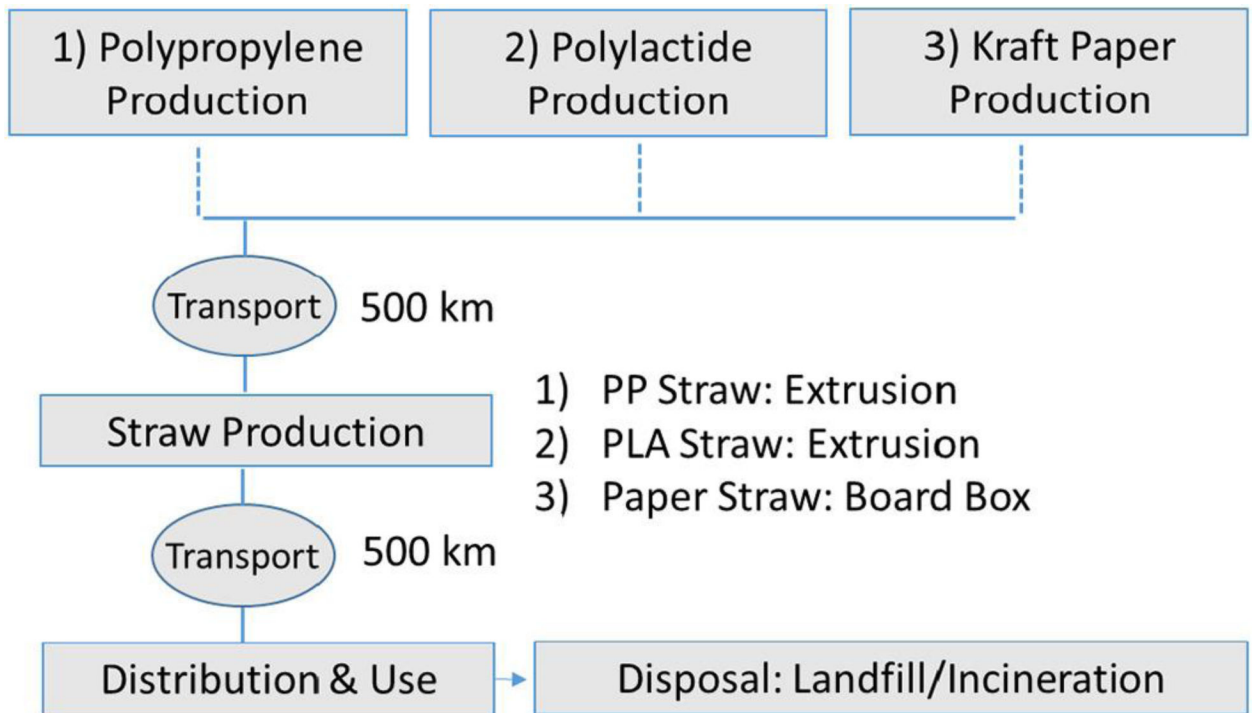 1) Polypropylene
Production
2) Polylactide
Production
3) Kraft Paper
Production
Transport
500 km
Straw Production
1) PP Straw: Extrusion
2) PLA Straw: Extrusion
3) Paper Straw: Board Box
Transport
500 km
Distribution & Use
Disposal: Landfill/Incineration